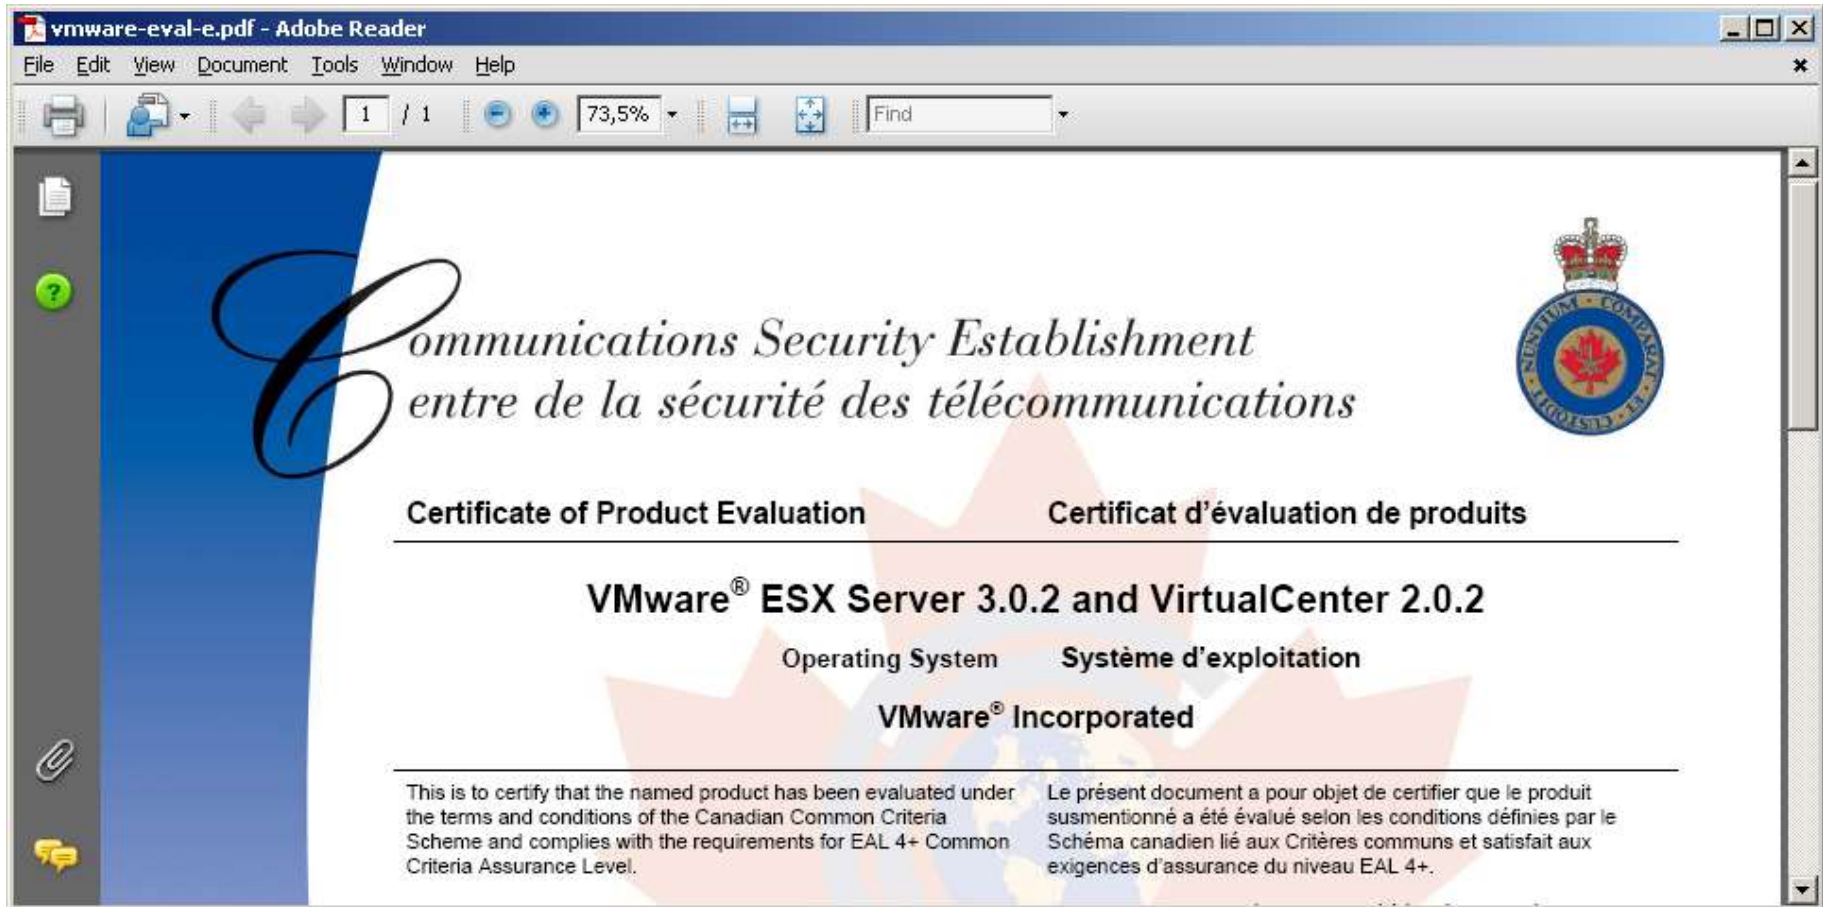 vmware-eval-e.pdf - Adobe Reader
File Edit View Document Tools Window Help
1 / 1 73,5% Find
Communications Security Establishment
Centre de la sécurité des télécommunications
NUNTIUM · COMPARAT · ET · CUSTODIT
Certificate of Product Evaluation
Certificat d'évaluation de produits
VMware® ESX Server 3.0.2 and VirtualCenter 2.0.2
Operating System Système d'exploitation
VMware® Incorporated
This is to certify that the named product has been evaluated under
the terms and conditions of the Canadian Common Criteria
Scheme and complies with the requirements for EAL 4+ Common
Criteria Assurance Level.
Le présent document a pour objet de certifier que le produit
susmentionné a été évalué selon les conditions définies par le
Schéma canadien lié aux Critères communs et satisfait aux
exigences d'assurance du niveau EAL 4+.